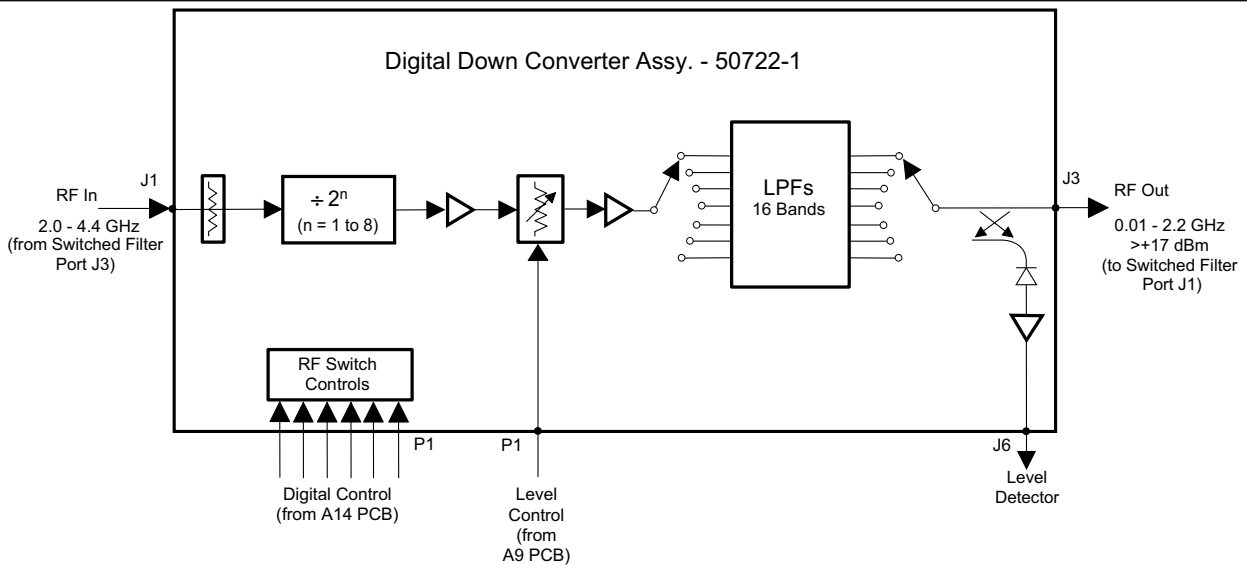 Digital Down Converter Assy. - 50722-1
J1
RF In
2.0 - 4.4 GHz
(from Switched Filter
Port J3)
÷ 2ⁿ
(n = 1 to 8)
LPFs
16 Bands
J3
RF Out
0.01 - 2.2 GHz
>+17 dBm
(to Switched Filter
Port J1)
RF Switch
Controls
P1
P1
J6
Digital Control
(from A14 PCB)
Level
Control
(from
A9 PCB)
Level
Detector